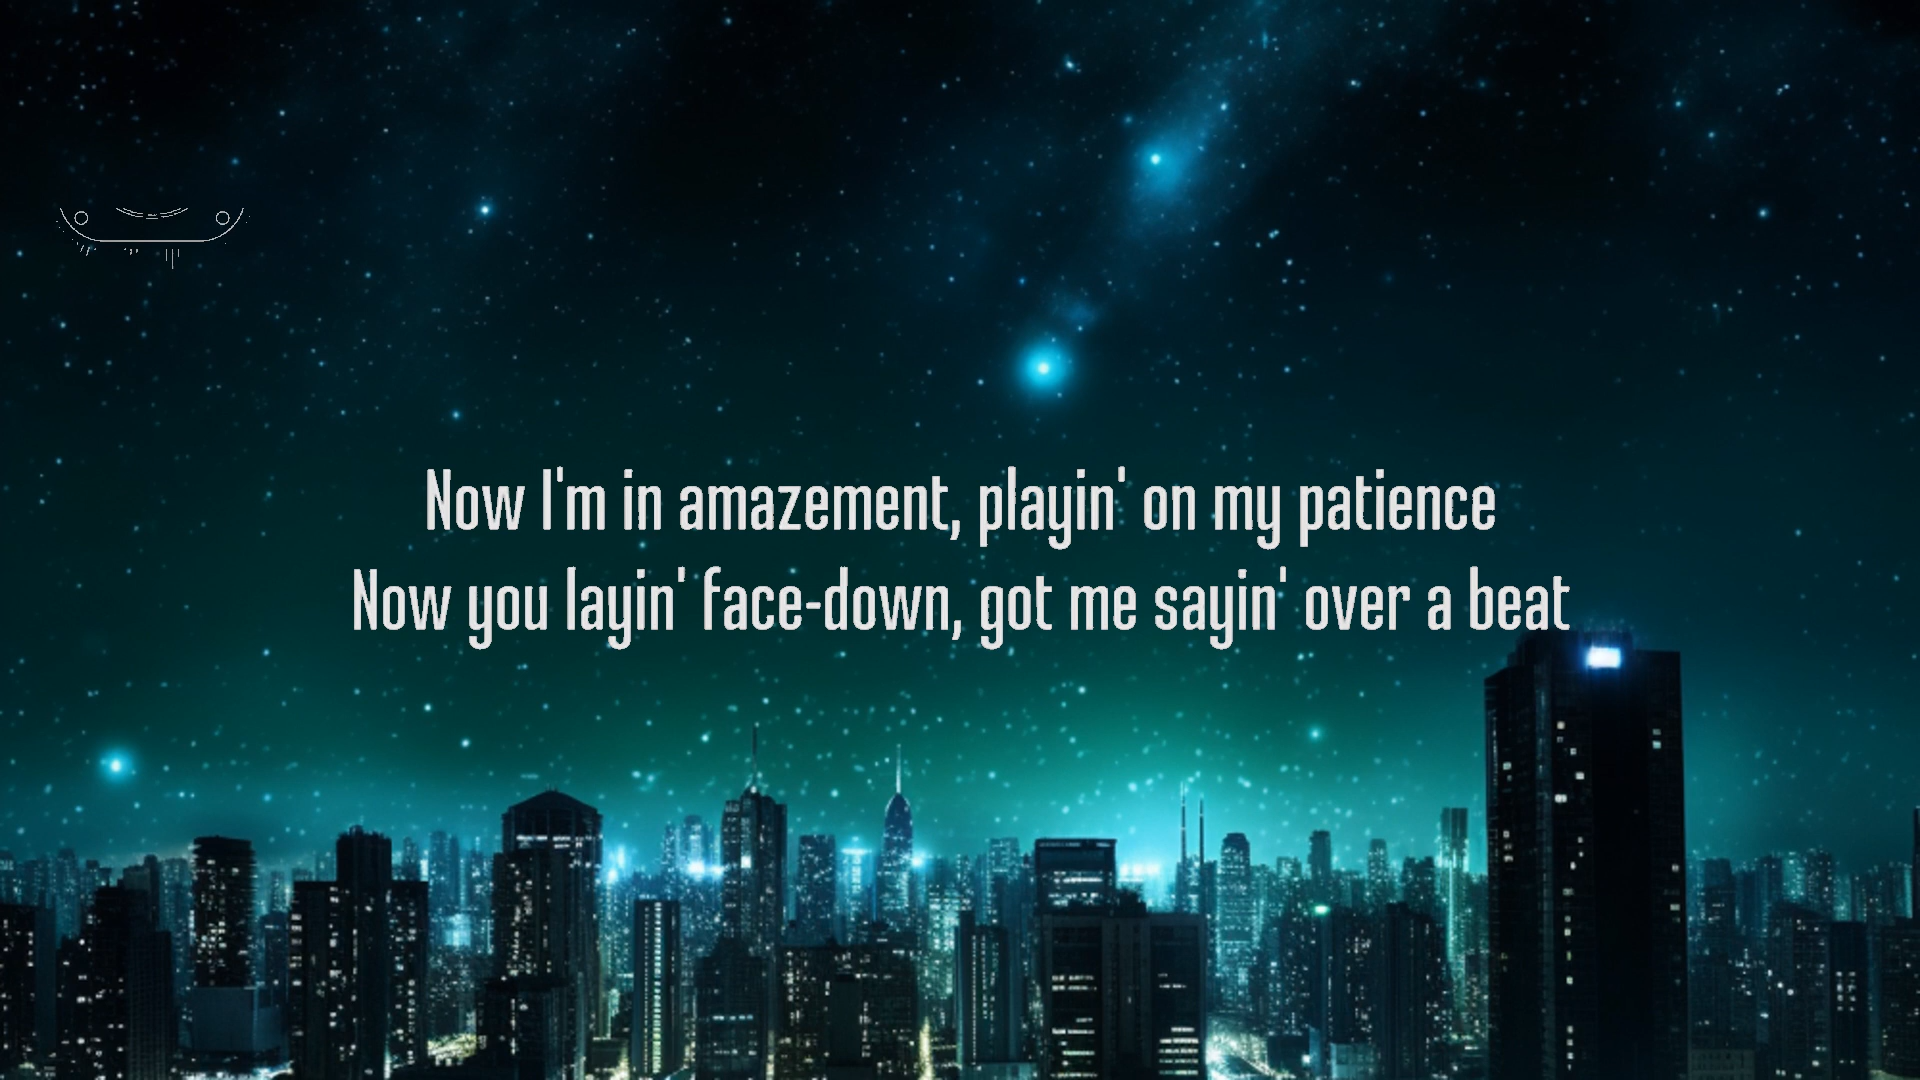 Now I'm in amazement, playin' on my patience
Now you layin' face-down, got me sayin' over a beat